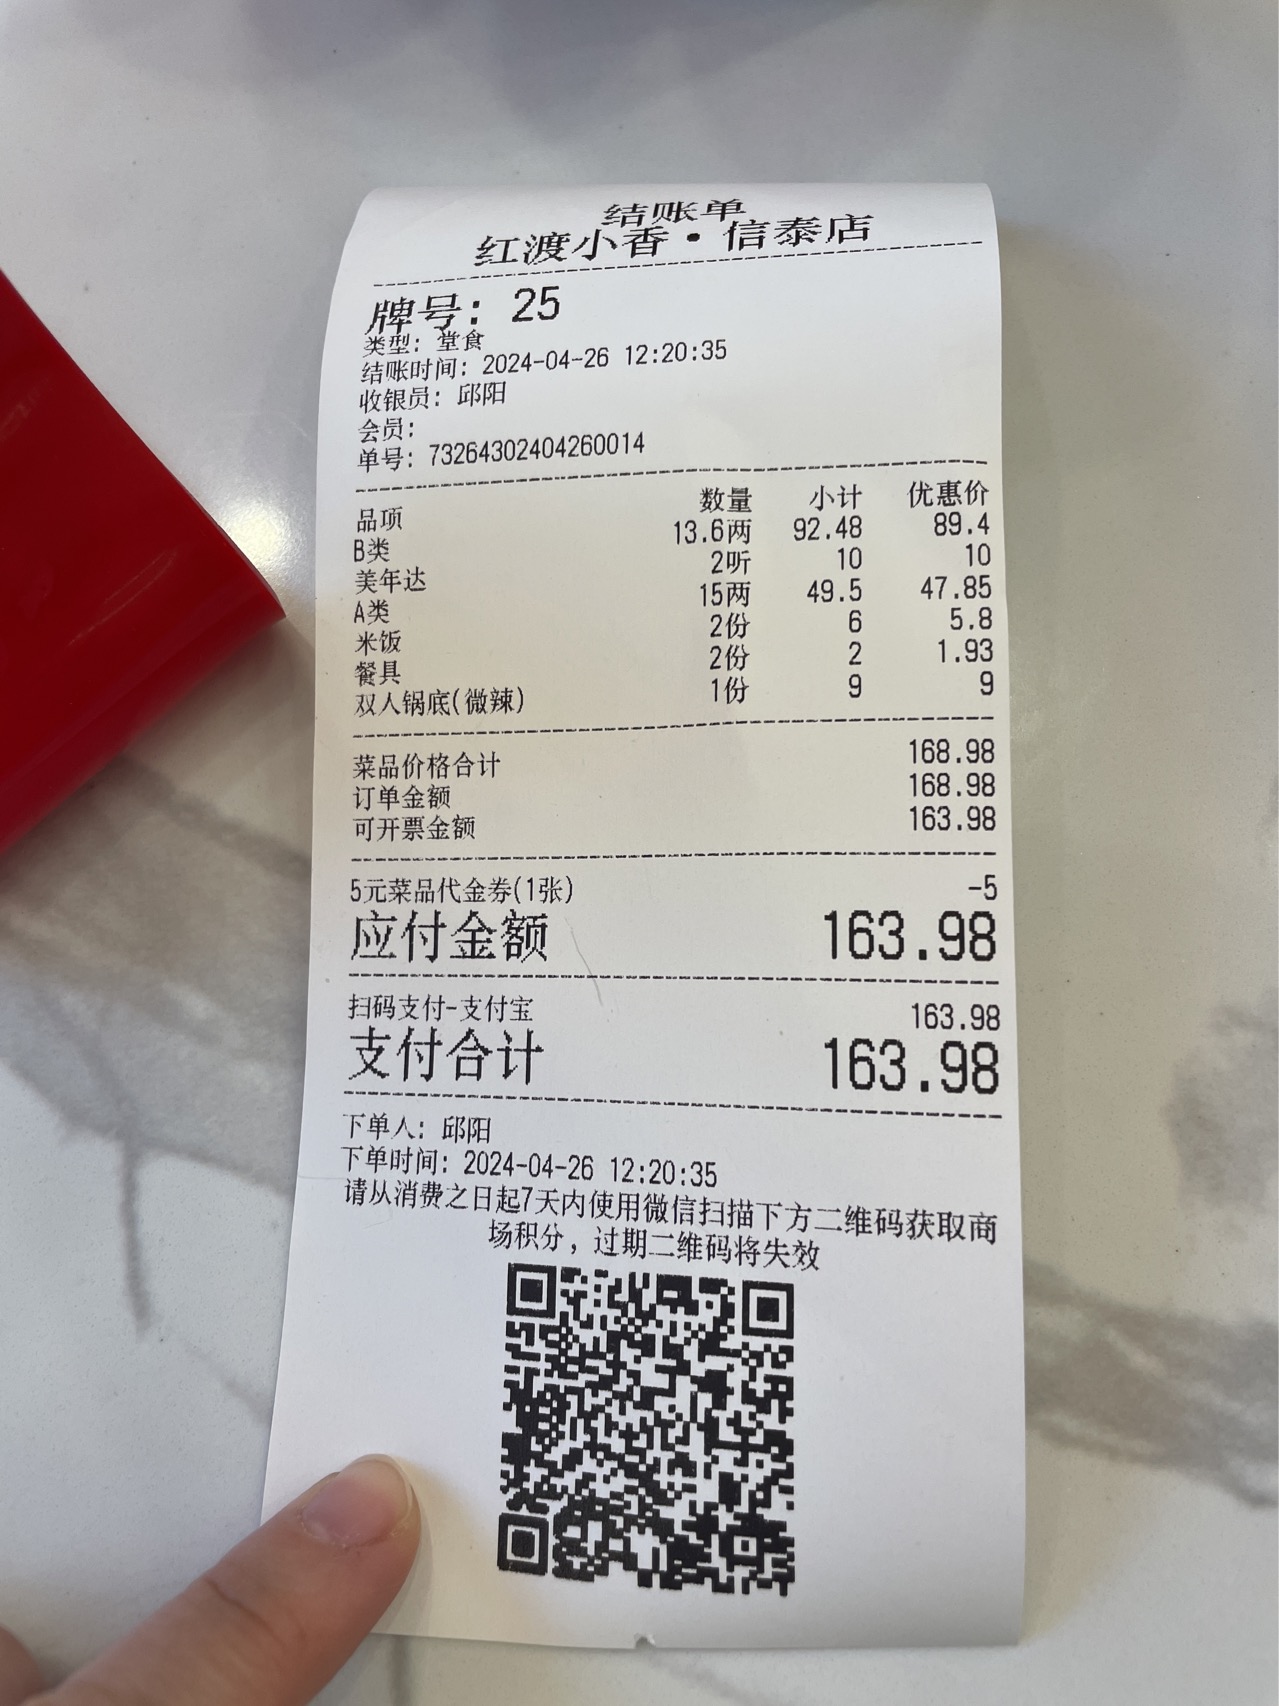 结账单
红渡小香·信泰店
牌号: 25
类型: 堂食
结账时间: 2024-04-26 12:20:35
收银员: 邱阳
会员:
单号: 73264302404260014
品项 数量 小计 优惠价
B类 13.6两 92.48 89.4
美年达 2听 10 10
A类 15两 49.5 47.85
米饭 2份 6 5.8
餐具 2份 2 1.93
双人锅底(微辣) 1份 9 9
菜品价格合计 168.98
订单金额 168.98
可开票金额 163.98
5元菜品代金券(1张) -5
应付金额 163.98
扫码支付-支付宝 163.98
支付合计 163.98
下单人: 邱阳
下单时间: 2024-04-26 12:20:35
请从消费之日起7天内使用微信扫描下方二维码获取商
场积分, 过期二维码将失效